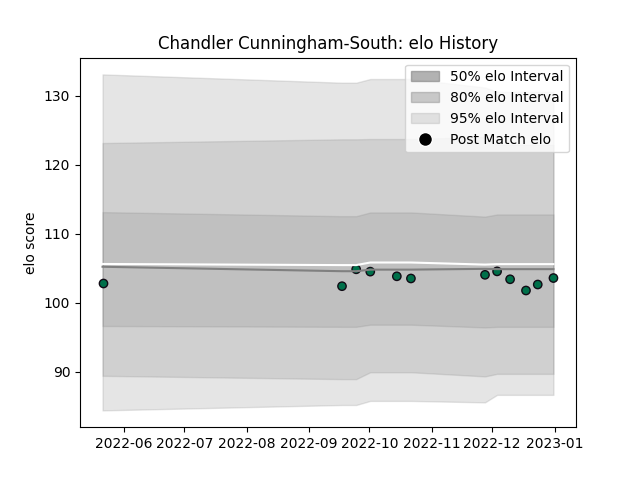 Chandler Cunningham-South: elo History
50% elo Interval
80% elo Interval
95% elo Interval
Post Match elo
elo score
130
120
110
100
90
2022-06 2022-07 2022-08 2022-09 2022-10 2022-11 2022-12 2023-01